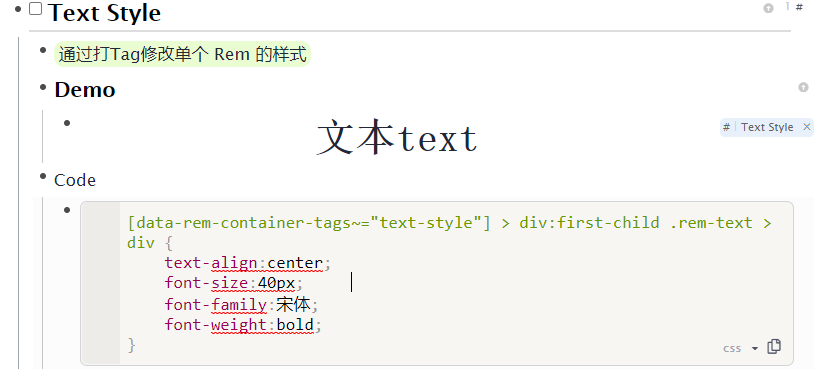 Text Style 1 #
通过打Tag修改单个 Rem 的样式
Demo
文本text # Text Style ×
Code
[data-rem-container-tags~="text-style"] > div:first-child .rem-text >
div {
text-align:center;
font-size:40px;
font-family:宋体;
font-weight:bold;
}
css